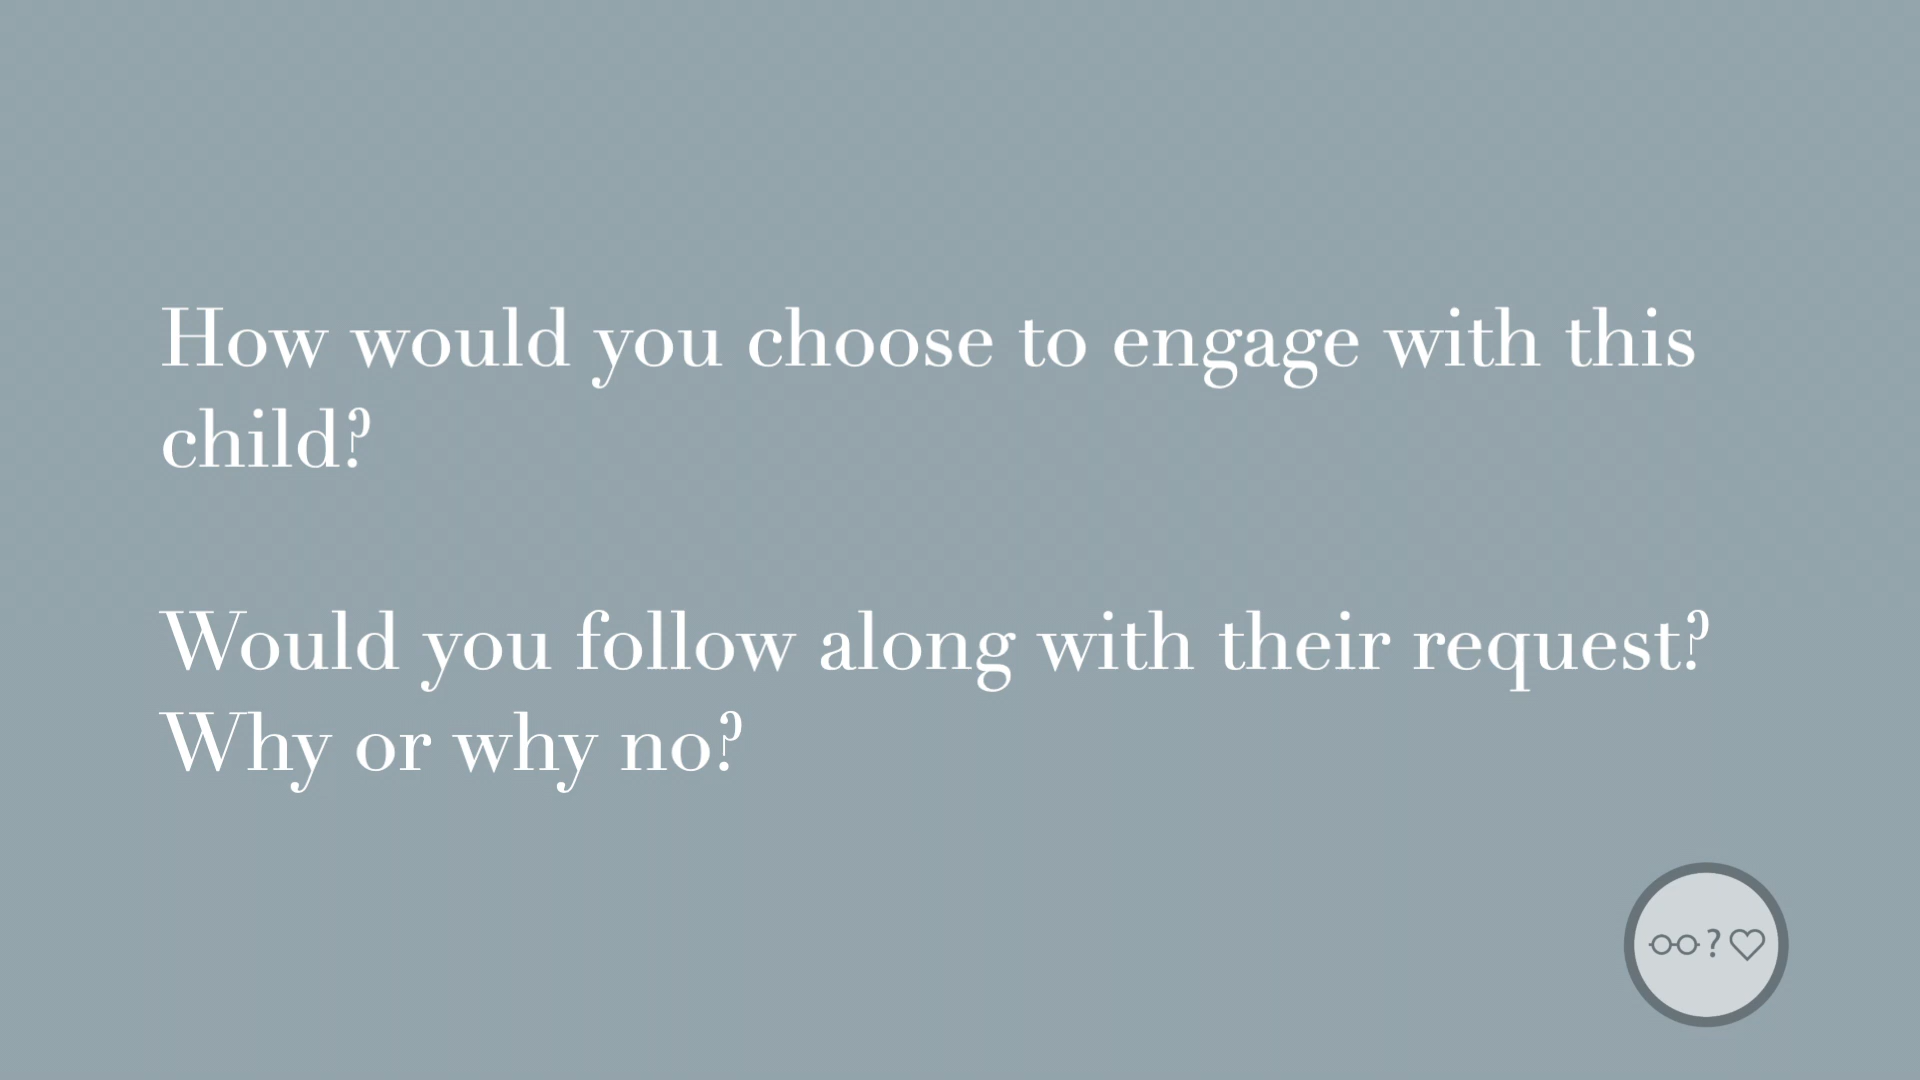 How would you choose to engage with this
child?
Would you follow along with their request?
Why or why no?
?